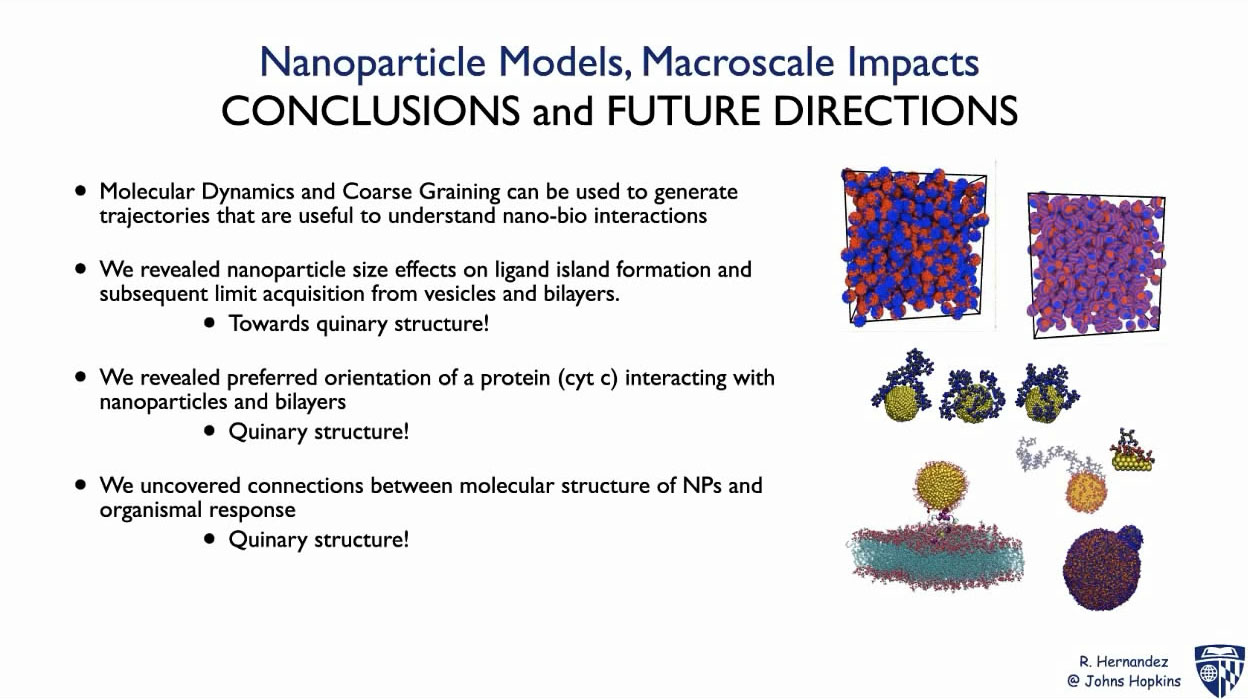 Nanoparticle Models, Macroscale Impacts
CONCLUSIONS and FUTURE DIRECTIONS
• Molecular Dynamics and Coarse Graining can be used to generate
trajectories that are useful to understand nano-bio interactions
• We revealed nanoparticle size effects on ligand island formation and
subsequent limit acquisition from vesicles and bilayers.
• Towards quinary structure!
• We revealed preferred orientation of a protein (cyt c) interacting with
nanoparticles and bilayers
• Quinary structure!
• We uncovered connections between molecular structure of NPs and
organismal response
• Quinary structure!
R. Hernandez
@ Johns Hopkins